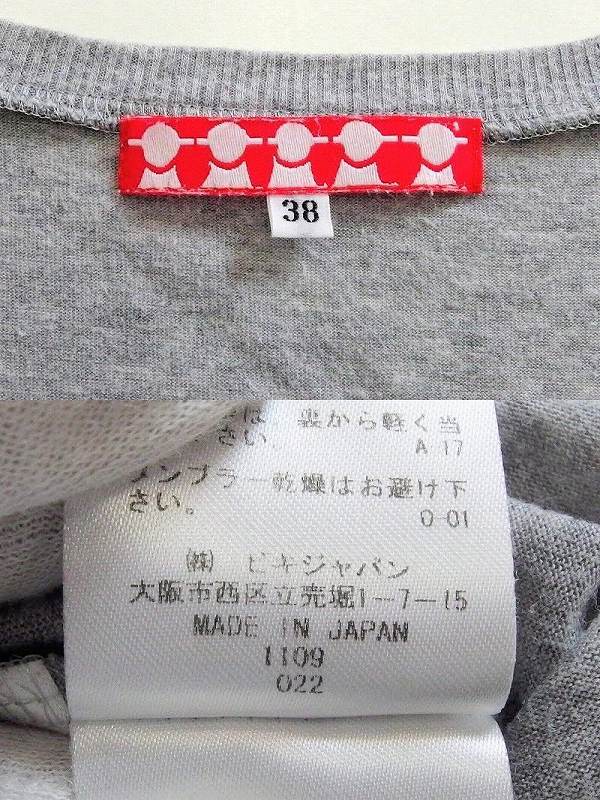 38
は、裏から軽く当
さい。
A 17
ンブラー乾燥はお避け下
さい。
0-01
㈱ ピキジャパン
大阪市西区立売堀1-7-15
MADE IN JAPAN
1109
022